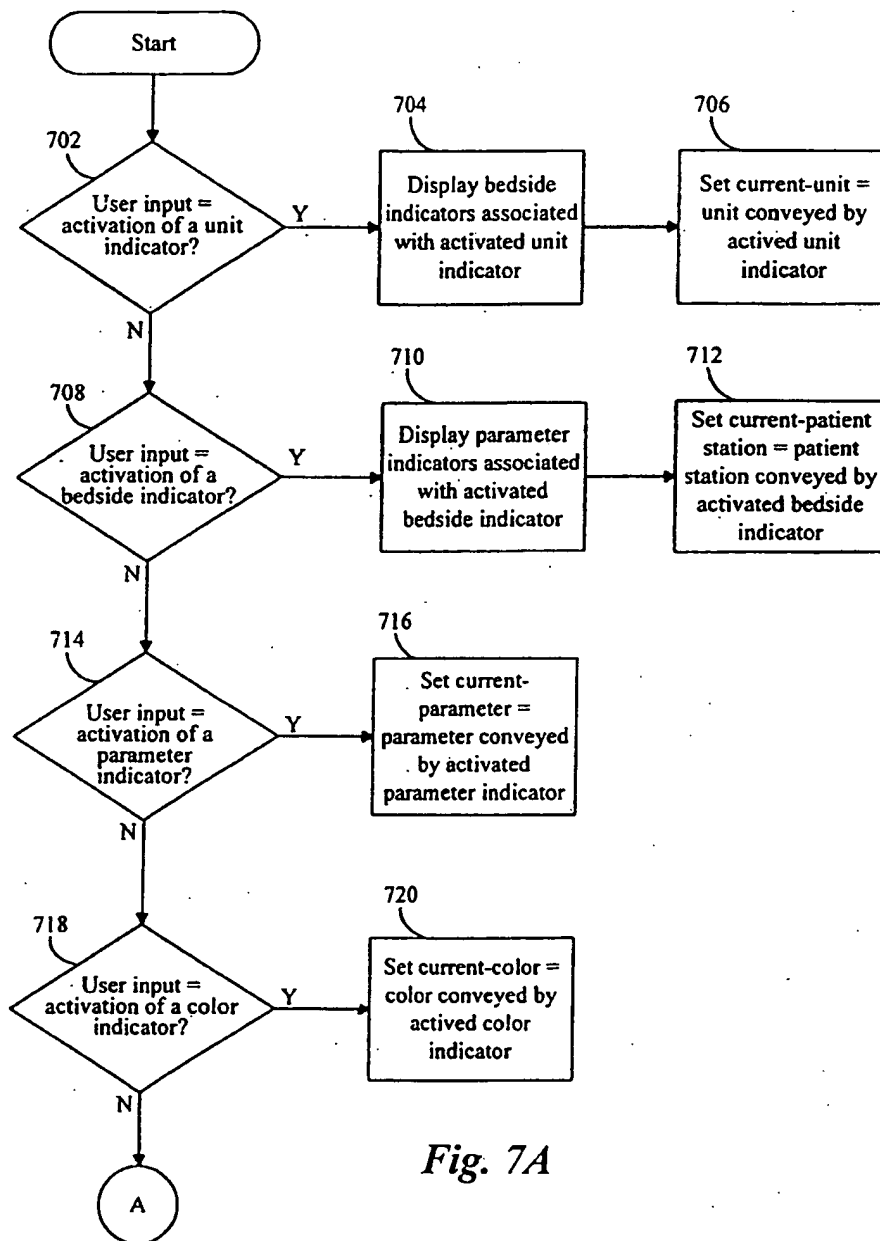 Start
702
User input =
activation of a unit
indicator?
Y
N
704
Display bedside
indicators associated
with activated unit
indicator
706
Set current-unit =
unit conveyed by
actived unit
indicator
708
User input =
activation of a
bedside indicator?
Y
N
710
Display parameter
indicators associated
with activated
bedside indicator
712
Set current-patient
station = patient
station conveyed by
activated bedside
indicator
714
User input =
activation of a
parameter
indicator?
Y
N
716
Set current-
parameter =
parameter conveyed
by activated
parameter indicator
718
User input =
activation of a color
indicator?
Y
N
720
Set current-color =
color conveyed by
actived color
indicator
A
Fig. 7A